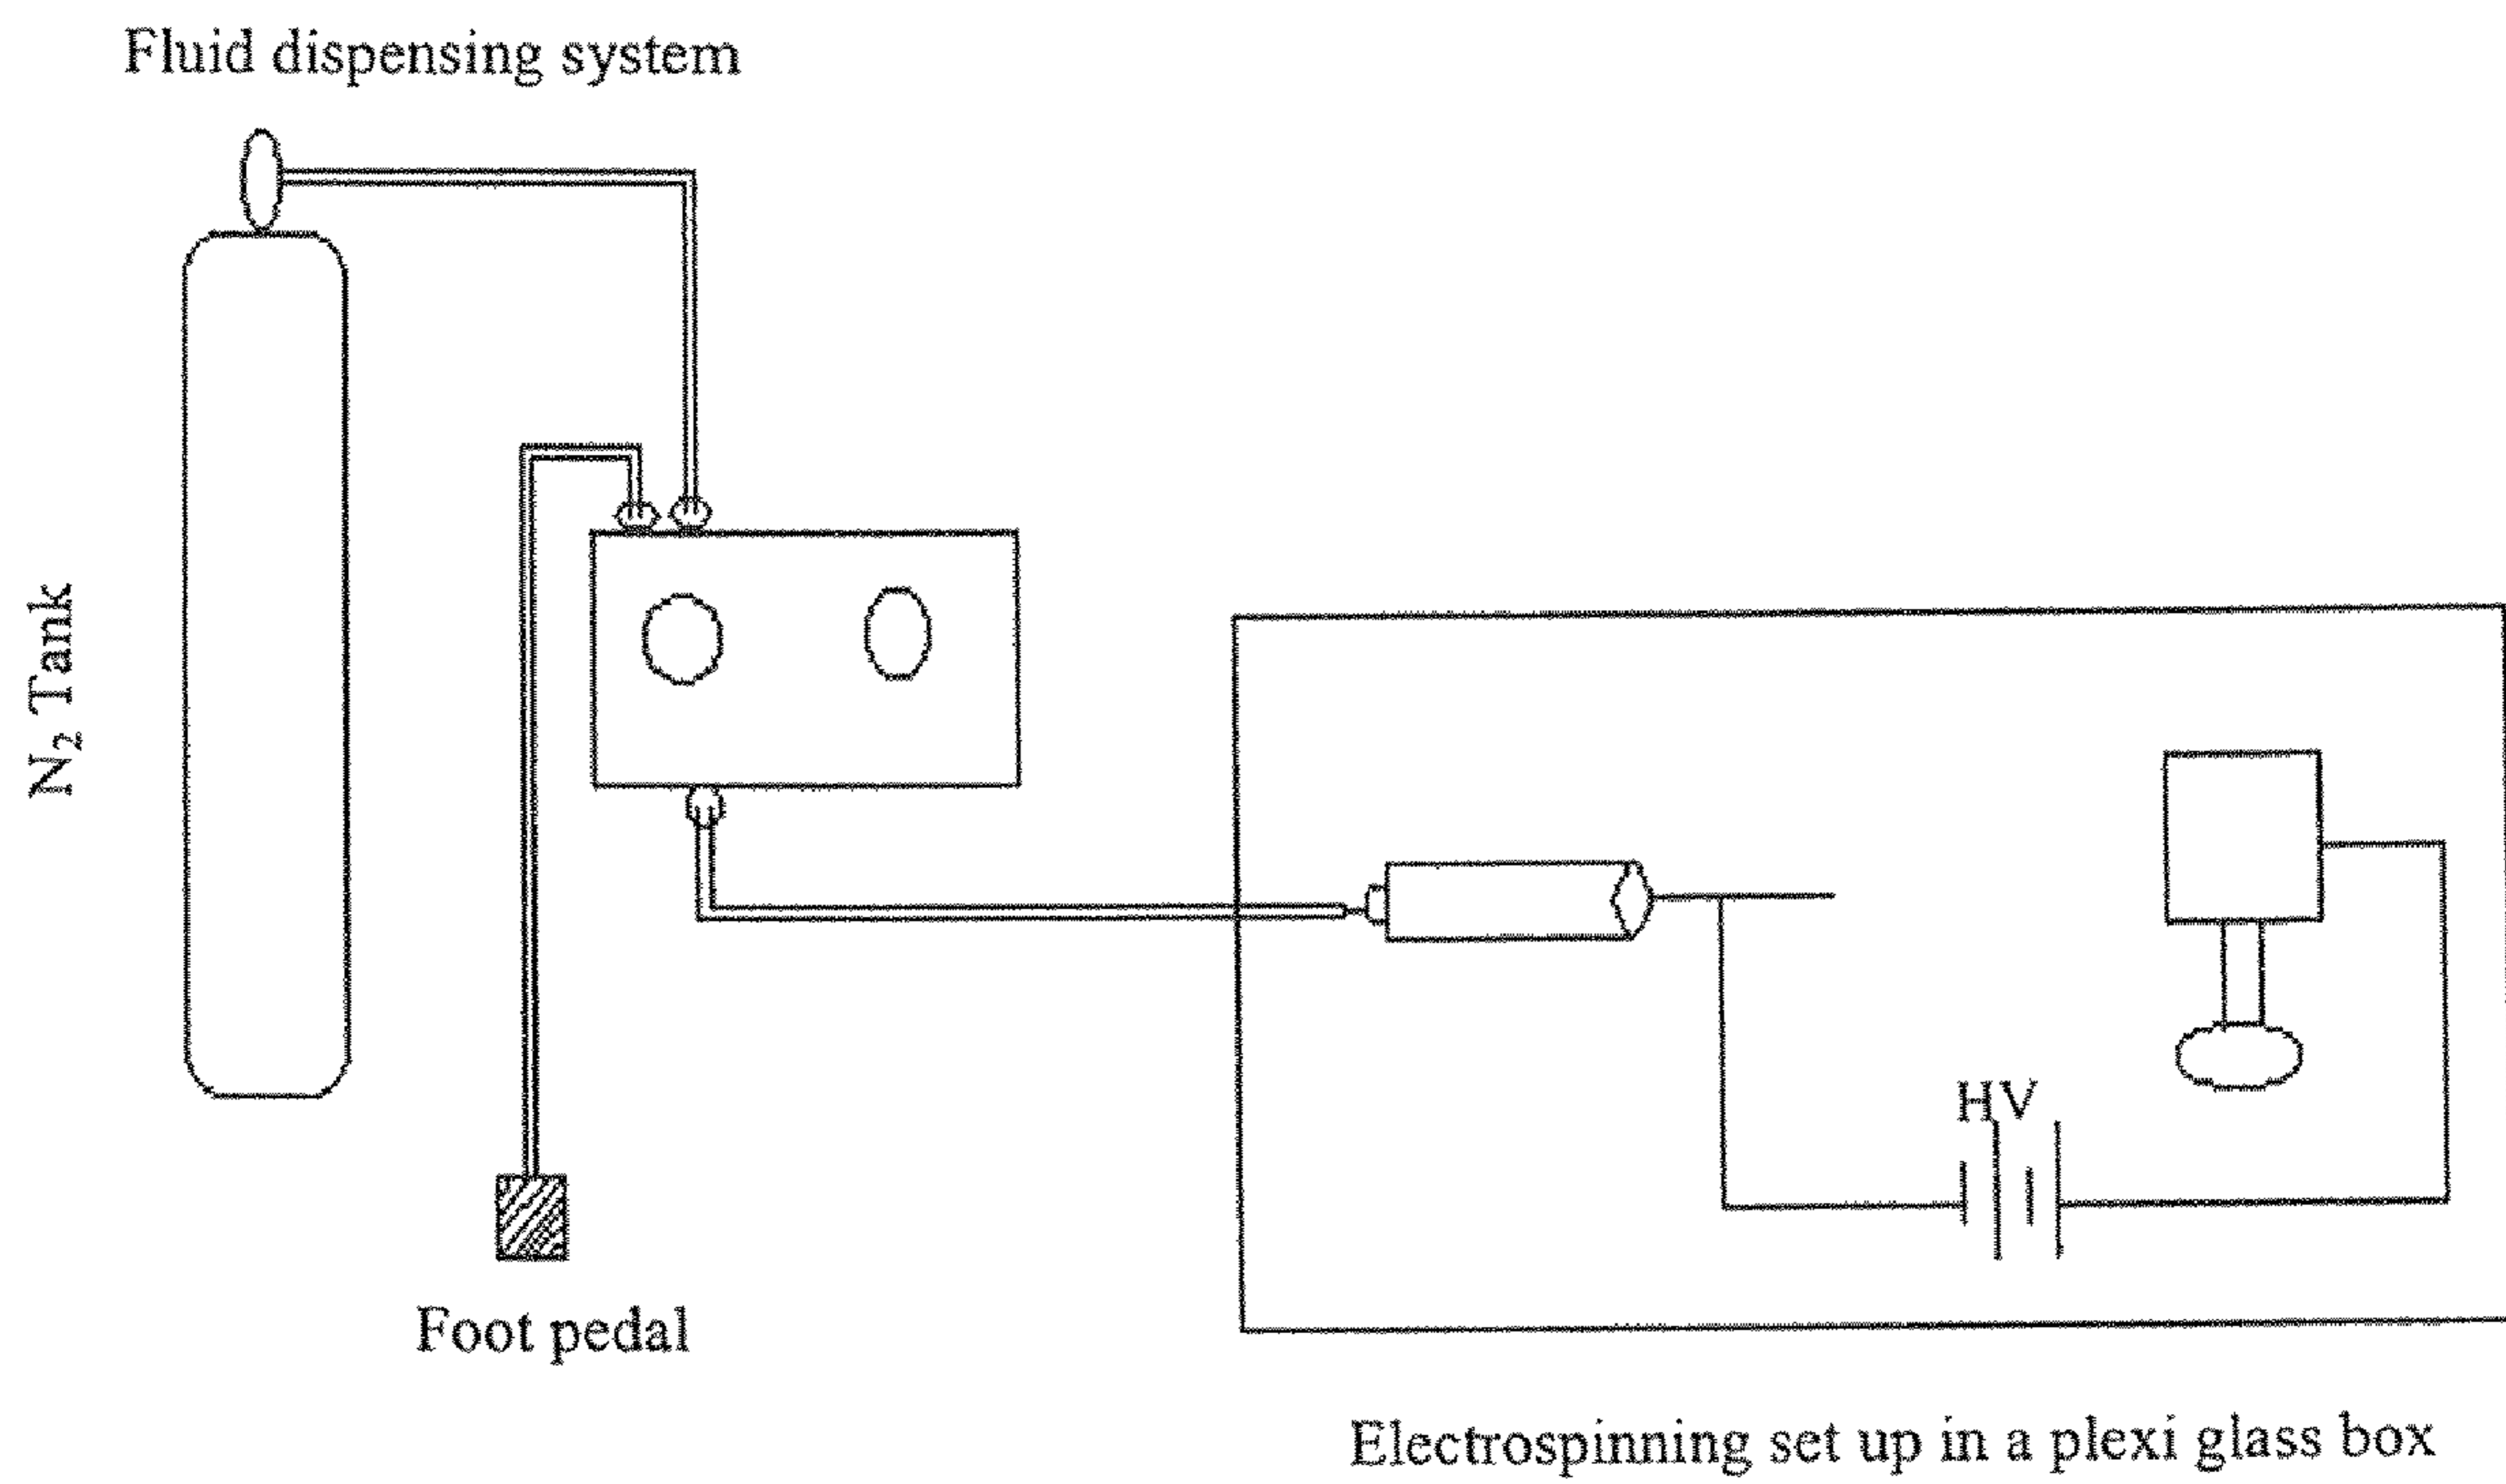 Fluid dispensing system
N₂ Tank
HV
Foot pedal
Electrospinning set up in a plexi glass box